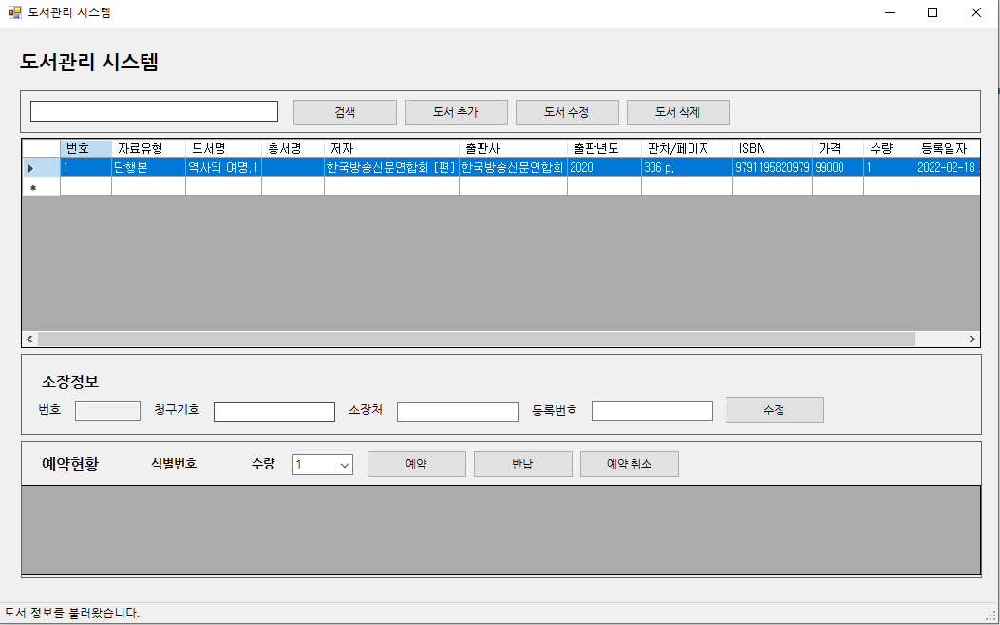 도서관리 시스템
도서관리 시스템
검색 도서 추가 도서 수정 도서 삭제
번호 자료유형 도서명 총서명 저자 출판사 출판년도 판차/페이지 ISBN 가격 수량 등록일자
1 단행본 역사의 여명.1 한국방송신문연합회 [편] 한국방송신문연합회 2020 306 p. 9791195820979 99000 1 2022-02-18
소장정보
번호 청구기호 소장처 등록번호 수정
예약현황 식별번호 수량 1 예약 반납 예약 취소
도서 정보를 불러왔습니다.